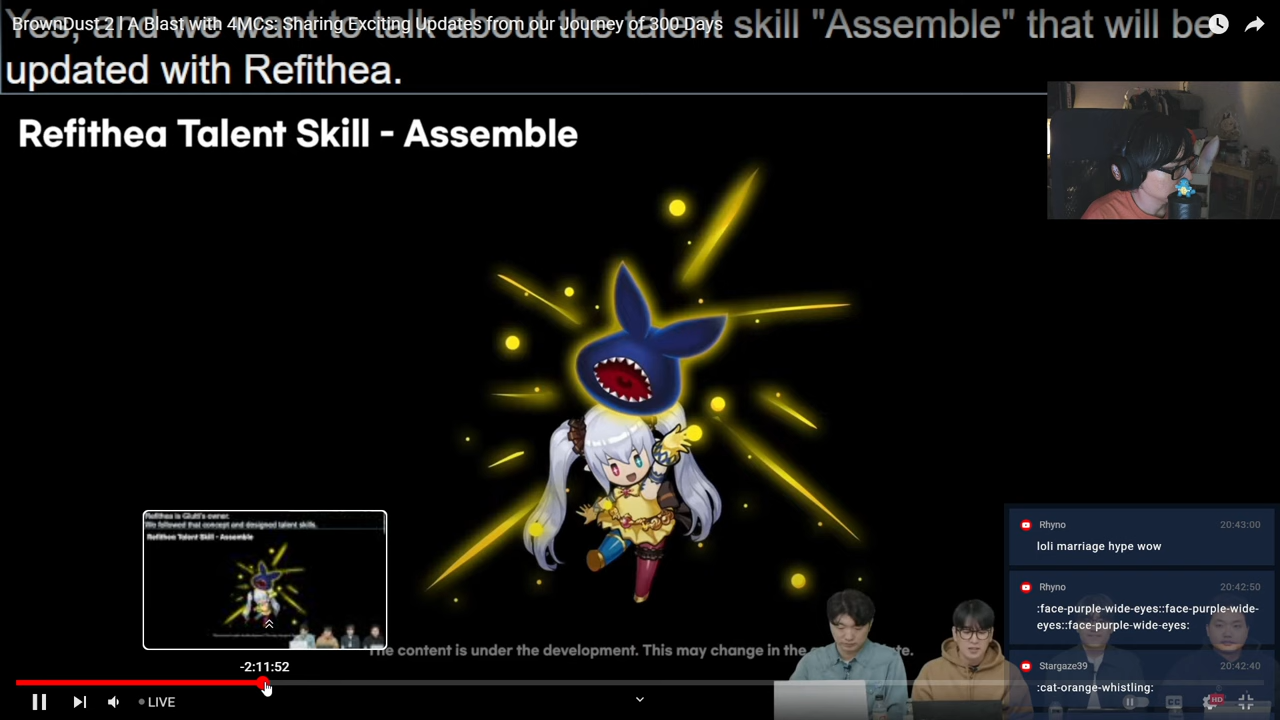 Yes, and we want to talk about the talent skill "Assemble" that will be
updated with Refithea.
BrownDust 2 l A Blast with 4MCs: Sharing Exciting Updates from our Journey of 300 Days
Refithea Talent Skill - Assemble
Refithea is Glutti's owner.
We followed that concept and designed talent skills.
Refithea Talent Skill - Assemble
-2:11:52
The content is under the development. This may change in the
LIVE
Rhyno 20:43:00
loli marriage hype wow
Rhyno 20:42:50
:face-purple-wide-eyes::face-purple-wide-
eyes::face-purple-wide-eyes:
Stargaze39 20:42:40
:cat-orange-whistling:
CC
HD